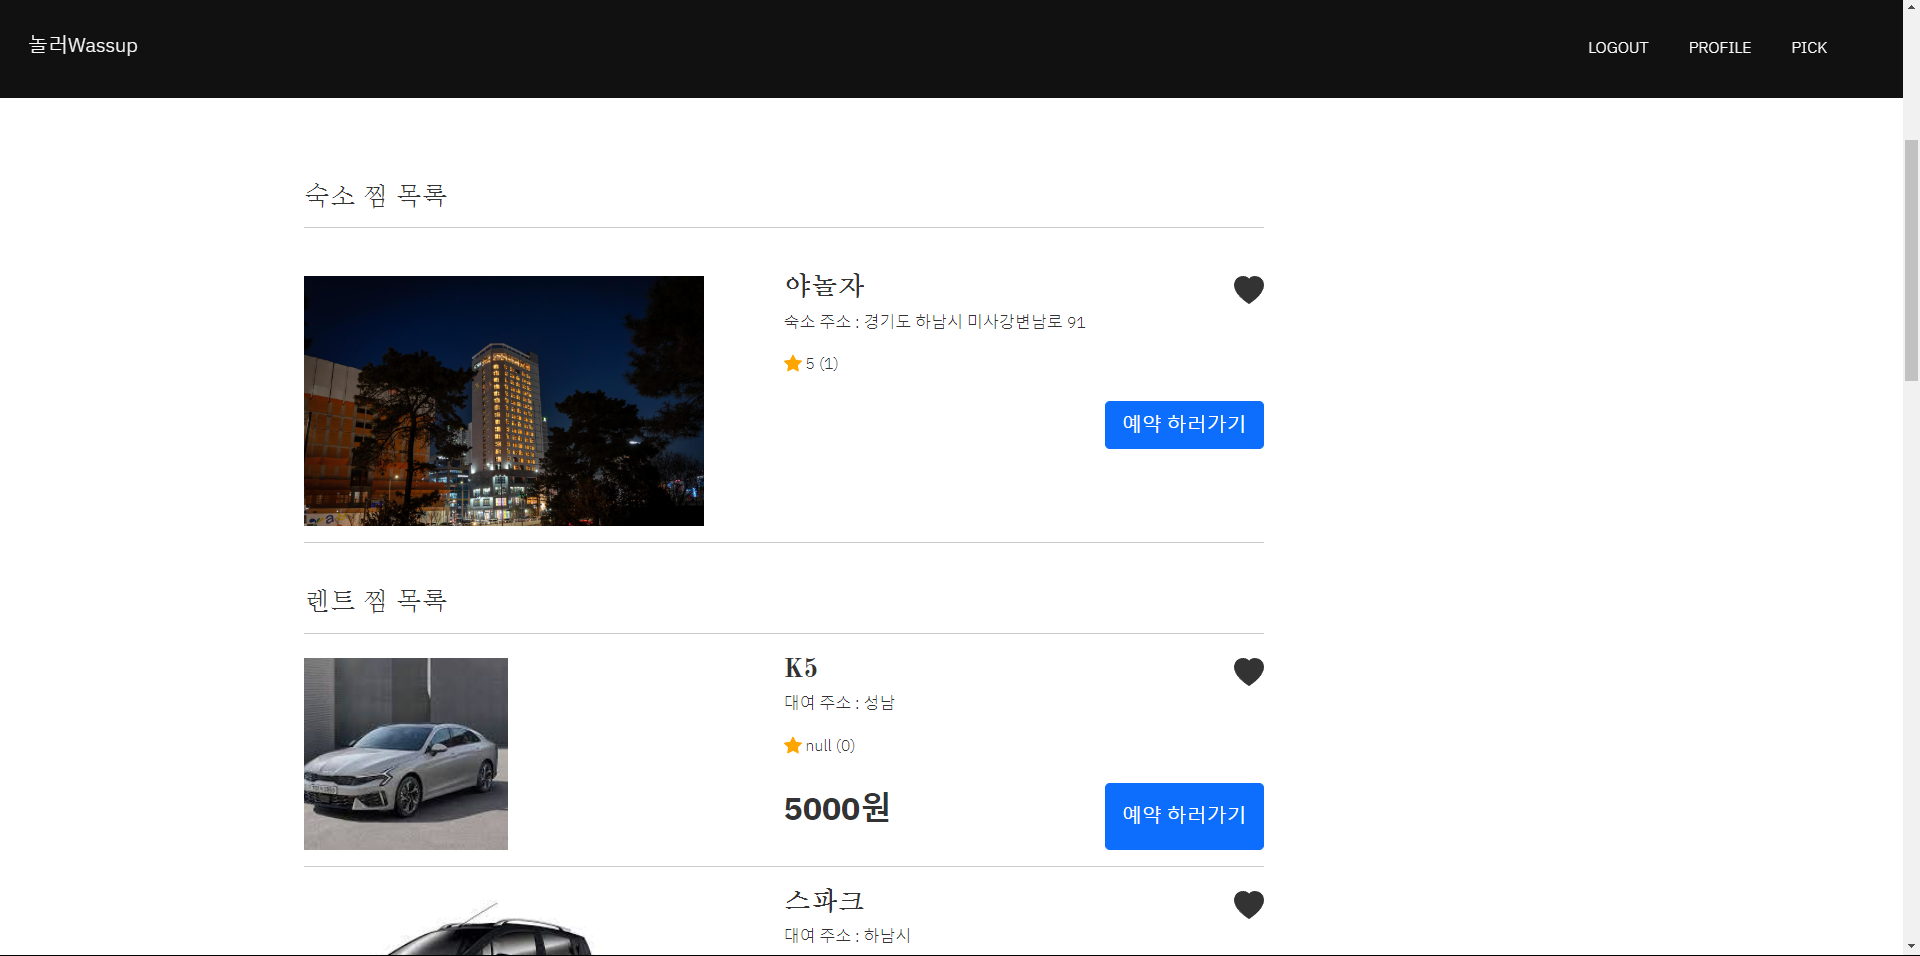 놀러Wassup
LOGOUT PROFILE PICK
숙소 찜 목록
야놀자
숙소 주소 : 경기도 하남시 미사강변남로 91
5 (1)
예약 하러가기
렌트 찜 목록
K5
대여 주소 : 성남
null (0)
5000원
예약 하러가기
스파크
대여 주소 : 하남시